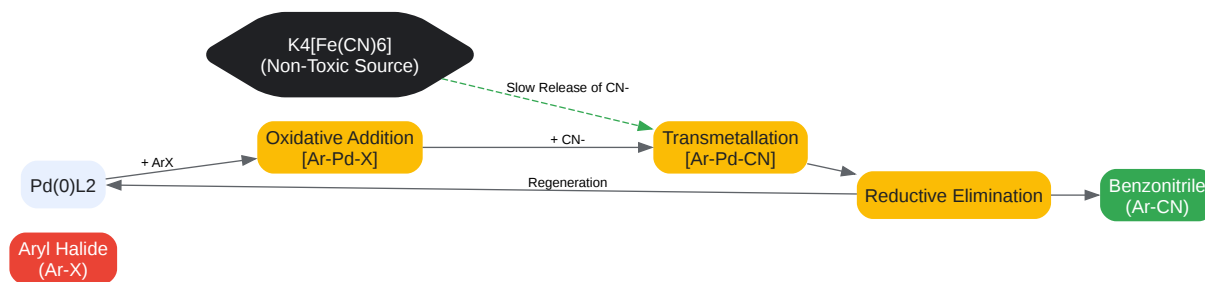 K4[Fe(CN)6]
(Non-Toxic Source)
Slow Release of CN-
Oxidative Addition
[Ar-Pd-X]
+ CN-
Transmetallation
[Ar-Pd-CN]
+ ArX
Pd(0)L2
Regeneration
Reductive Elimination
Benzonitrile
(Ar-CN)
Aryl Halide
(Ar-X)